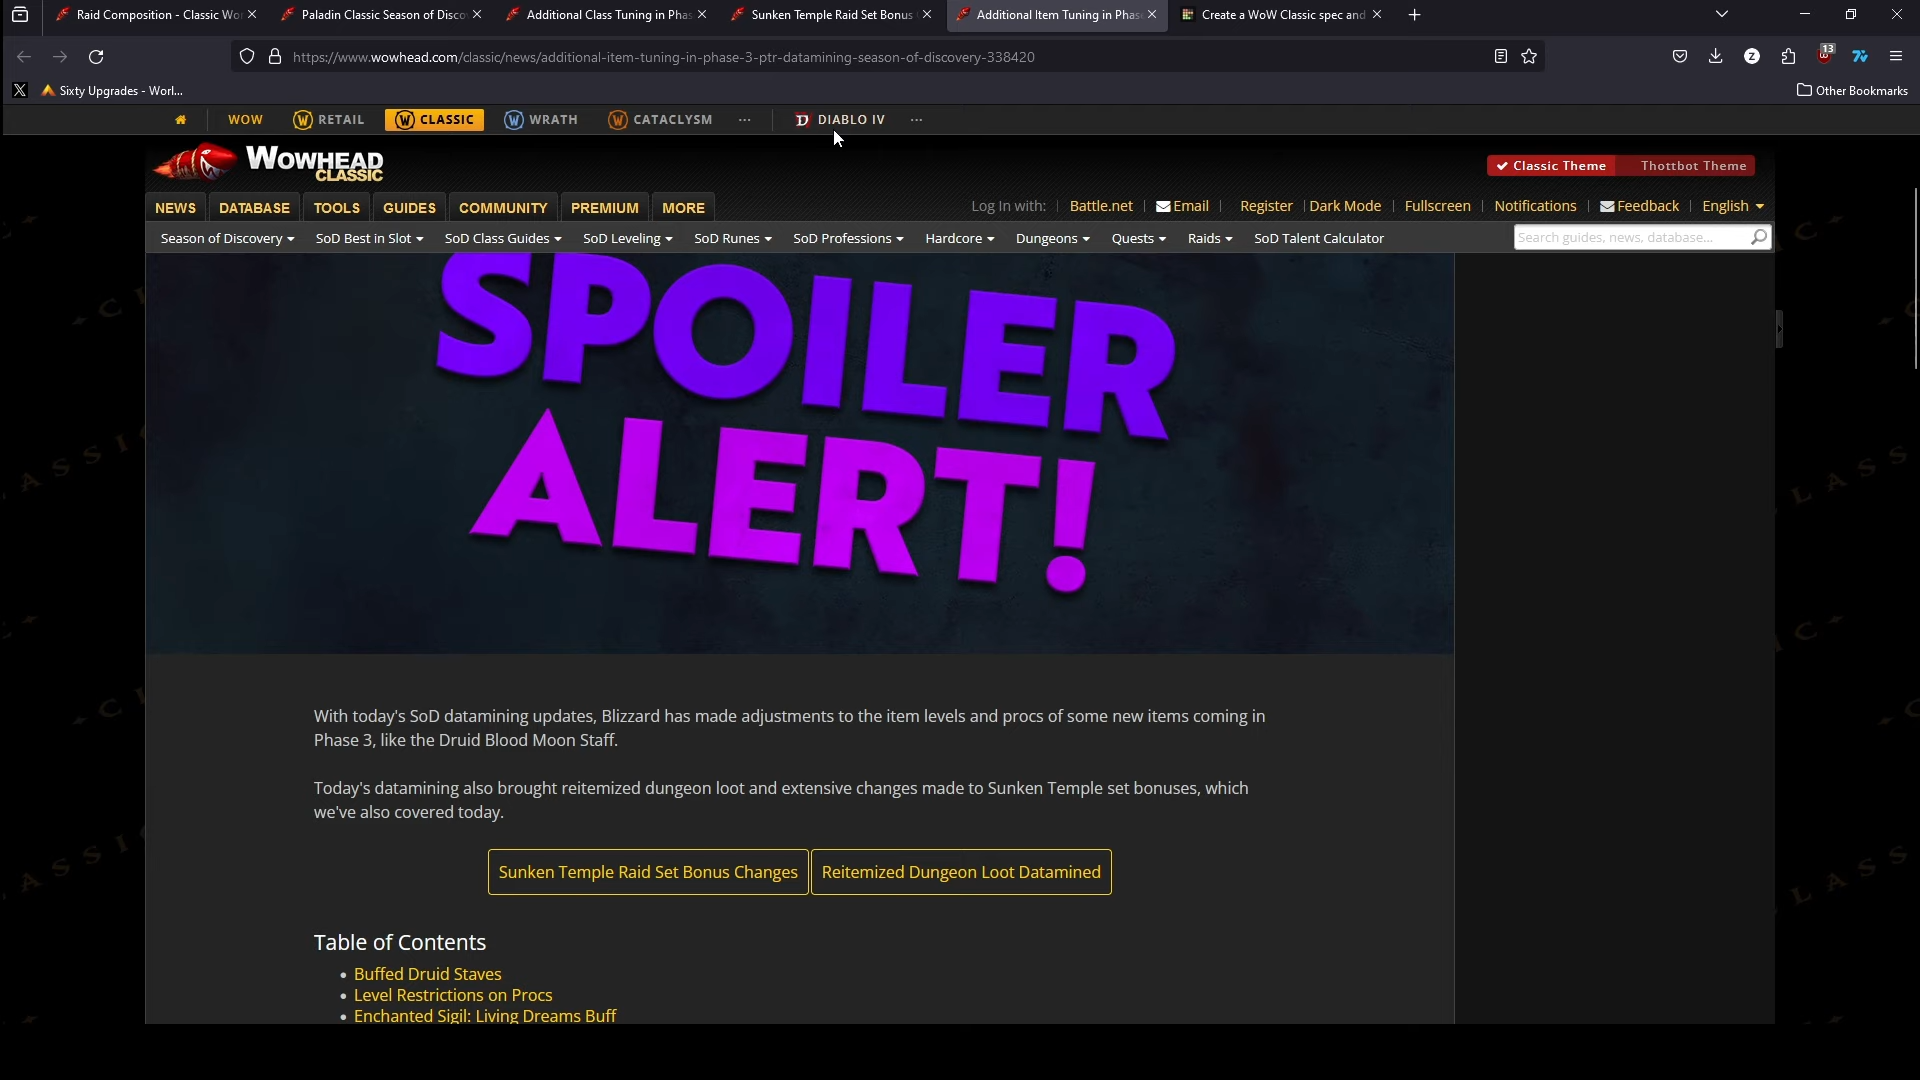 Raid Composition - Classic Wo
Paladin Classic Season of Disco
Additional Class Tuning in Phas
Sunken Temple Raid Set Bonus
Additional Item Tuning in Phas
Create a WoW Classic spec and
https://www.wowhead.com/classic/news/additional-item-tuning-in-phase-3-ptr-datamining-season-of-discovery-338420
13
Sixty Upgrades - Worl...
Other Bookmarks
WOW
RETAIL
CLASSIC
WRATH
CATACLYSM
...
DIABLO IV
...
WOWHEAD
CLASSIC
Classic Theme
Thottbot Theme
NEWS
DATABASE
TOOLS
GUIDES
COMMUNITY
PREMIUM
MORE
Log In with:
Battle.net
Email
Register
Dark Mode
Fullscreen
Notifications
Feedback
English
Season of Discovery
SoD Best in Slot
SoD Class Guides
SoD Leveling
SoD Runes
SoD Professions
Hardcore
Dungeons
Quests
Raids
SoD Talent Calculator
Search guides, news, database...
SPOILER
ALERT!
With today's SoD datamining updates, Blizzard has made adjustments to the item levels and procs of some new items coming in
Phase 3, like the Druid Blood Moon Staff.
Today's datamining also brought reitemized dungeon loot and extensive changes made to Sunken Temple set bonuses, which
we've also covered today.
Sunken Temple Raid Set Bonus Changes
Reitemized Dungeon Loot Datamined
Table of Contents
• Buffed Druid Staves
• Level Restrictions on Procs
• Enchanted Sigil: Living Dreams Buff